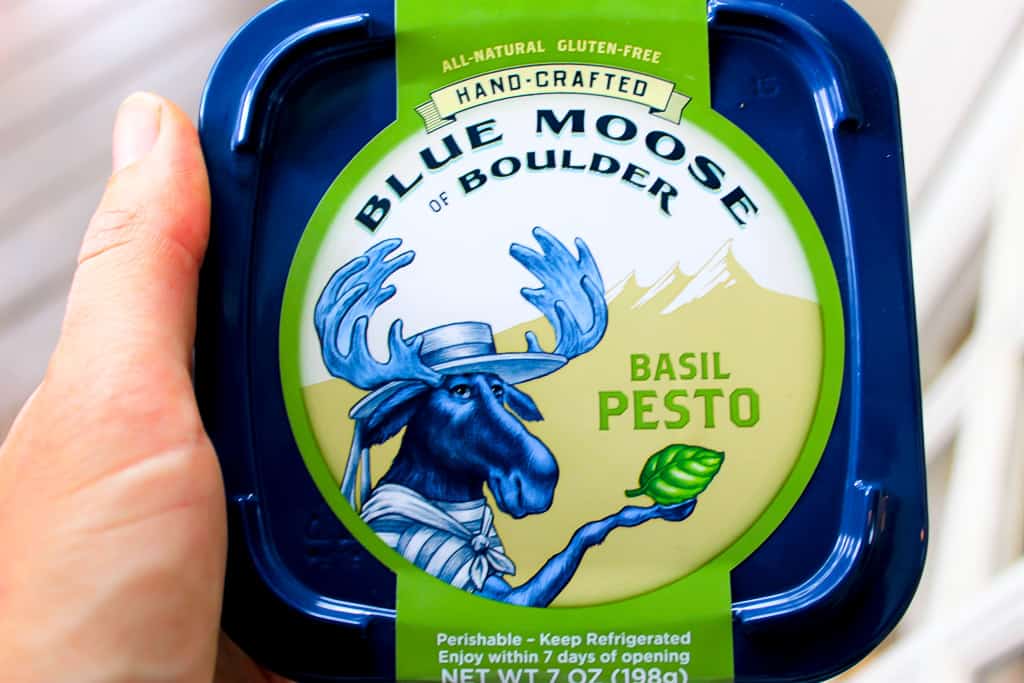 ALL-NATURAL GLUTEN-FREE
HAND-CRAFTED
BLUE MOOSE
OF BOULDER
BASIL
PESTO
Perishable - Keep Refrigerated
Enjoy within 7 days of opening
NET WT 7 OZ (198g)